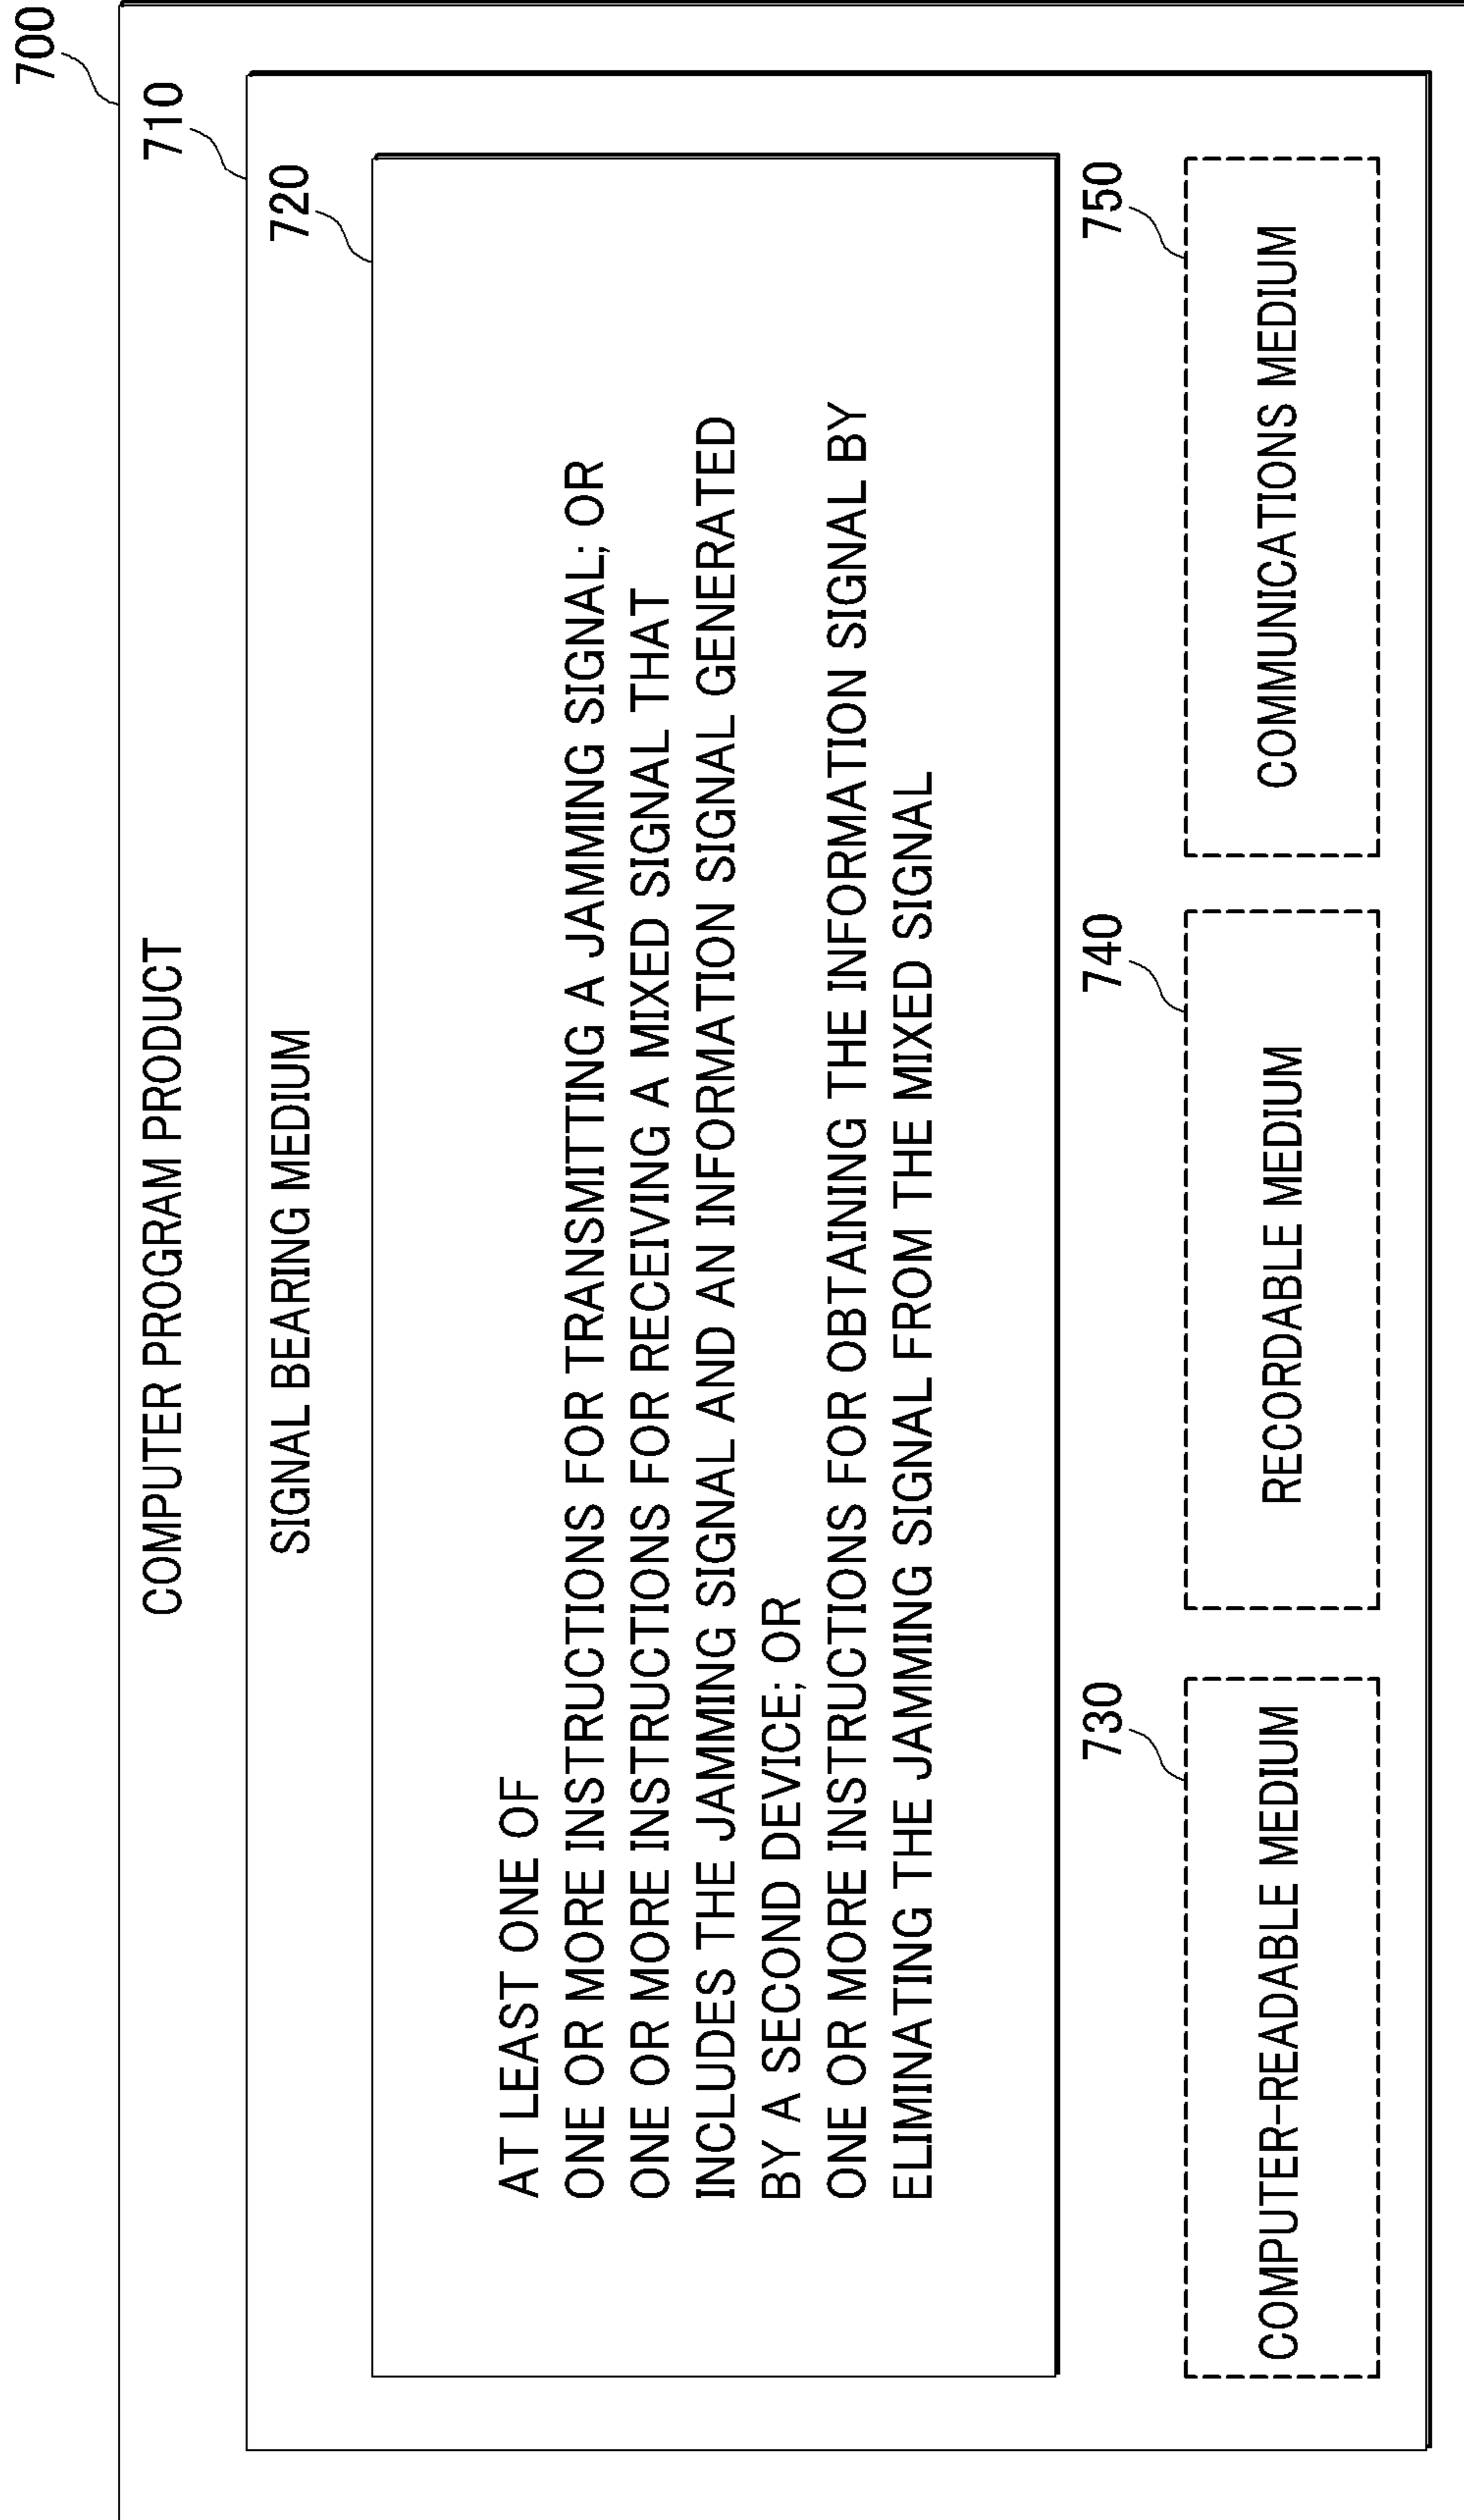 700
COMPUTER PROGRAM PRODUCT
710
SIGNAL BEARING MEDIUM
720
AT LEAST ONE OF
ONE OR MORE INSTRUCTIONS FOR TRANSMITTING A JAMMING SIGNAL; OR
ONE OR MORE INSTRUCTIONS FOR RECEIVING A MIXED SIGNAL THAT
INCLUDES THE JAMMING SIGNAL AND AN INFORMATION SIGNAL GENERATED
BY A SECOND DEVICE; OR
ONE OR MORE INSTRUCTIONS FOR OBTAINING THE INFORMATION SIGNAL BY
ELIMINATING THE JAMMING SIGNAL FROM THE MIXED SIGNAL
730
COMPUTER-READABLE MEDIUM
740
RECORDABLE MEDIUM
750
COMMUNICATIONS MEDIUM